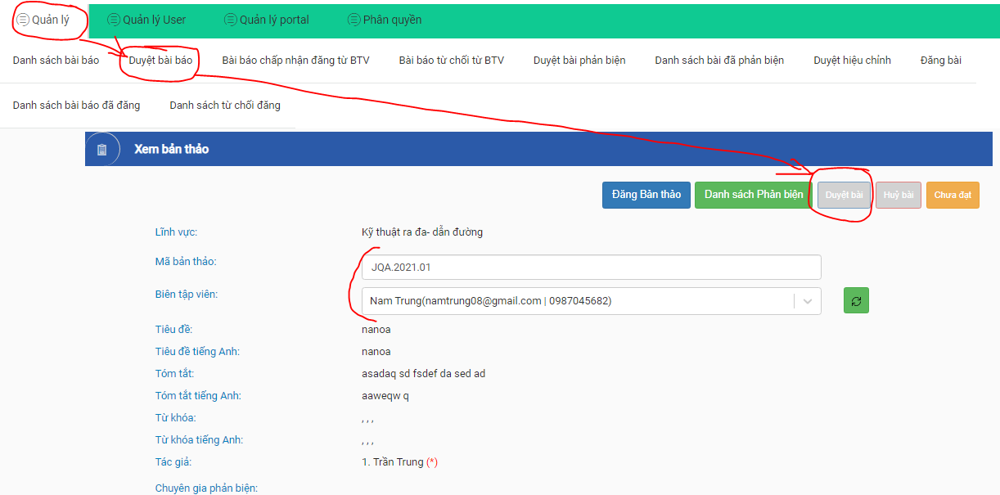 Quản lý Quản lý User Quản lý portal Phân quyền
Danh sách bài báo Duyệt bài báo Bài báo chấp nhận đăng từ BTV Bài báo từ chối từ BTV Duyệt bài phản biện Danh sách bài đã phản biện Duyệt hiệu chỉnh Đăng bài
Danh sách bài báo đã đăng Danh sách từ chối đăng
Xem bản thảo
Đăng Bản thảo Danh sách Phản biện Duyệt bài Huỷ bài Chưa đạt
Lĩnh vực: Kỹ thuật ra đa- dẫn đường
Mã bản thảo: JQA.2021.01
Biên tập viên: Nam Trung(namtrung08@gmail.com | 0987045682)
Tiêu đề: nanoa
Tiêu đề tiếng Anh: nanoa
Tóm tắt: asadaq sd fsdef da sed ad
Tóm tắt tiếng Anh: aaweqw q
Từ khóa: , , ,
Từ khóa tiếng Anh: , , ,
Tác giả: 1. Trần Trung (*)
Chuyên gia phản biện: